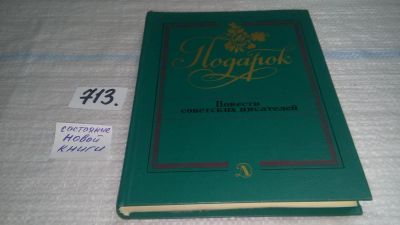 Подарок
Повести
советских писателей
713.
состояние
новой
книги